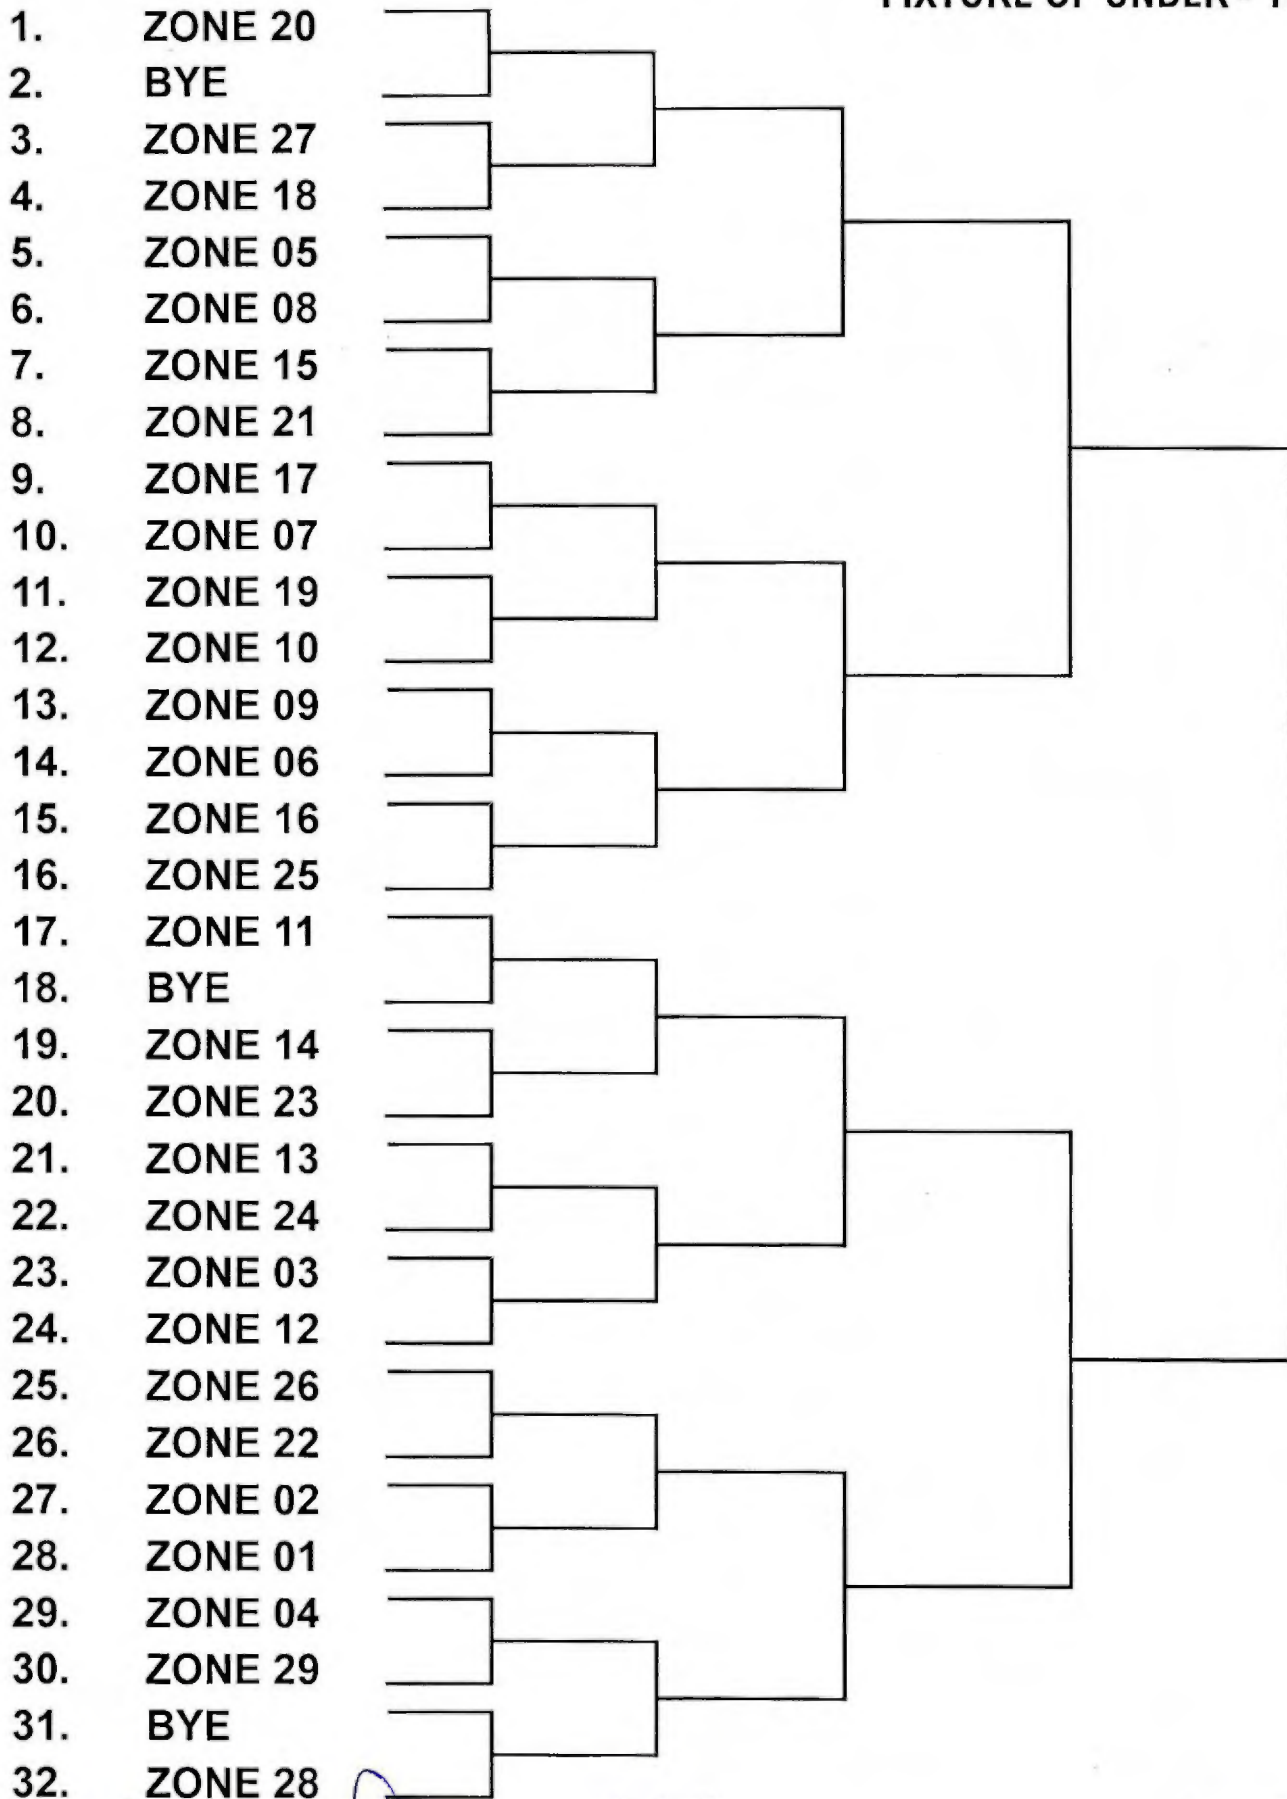 FIXTURE OF UNDER -
1. ZONE 20
2. BYE
3. ZONE 27
4. ZONE 18
5. ZONE 05
6. ZONE 08
7. ZONE 15
8. ZONE 21
9. ZONE 17
10. ZONE 07
11. ZONE 19
12. ZONE 10
13. ZONE 09
14. ZONE 06
15. ZONE 16
16. ZONE 25
17. ZONE 11
18. BYE
19. ZONE 14
20. ZONE 23
21. ZONE 13
22. ZONE 24
23. ZONE 03
24. ZONE 12
25. ZONE 26
26. ZONE 22
27. ZONE 02
28. ZONE 01
29. ZONE 04
30. ZONE 29
31. BYE
32. ZONE 28